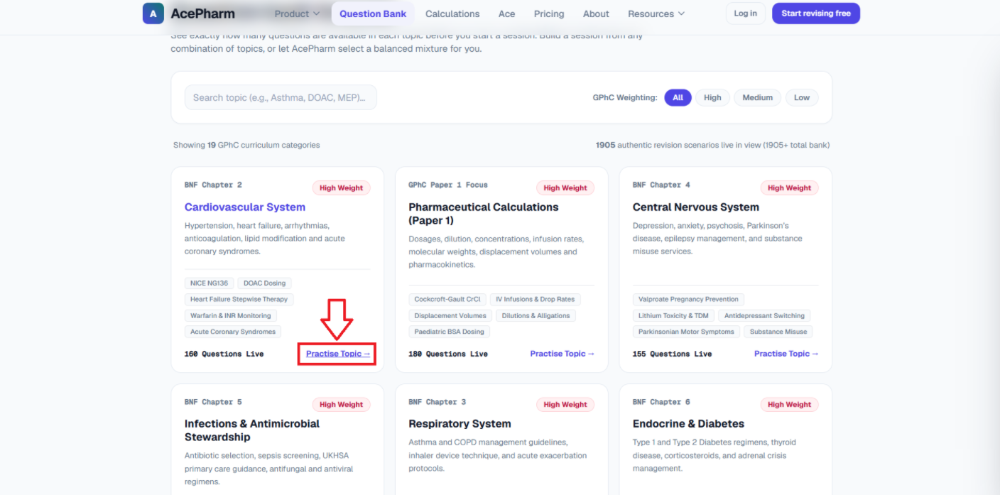 A AcePharm Product Question Bank Calculations Ace Pricing About Resources Log in Start revising free
See exactly how many questions are available in each topic before you start a session. Build a session from any
combination of topics, or let AcePharm select a balanced mixture for you.
Search topic (e.g., Asthma, DOAC, MEP)...
GPhC Weighting: All High Medium Low
Showing 19 GPhC curriculum categories
1905 authentic revision scenarios live in view (1905+ total bank)
BNF Chapter 2
High Weight
Cardiovascular System
Hypertension, heart failure, arrhythmias,
anticoagulation, lipid modification and acute
coronary syndromes.
NICE NG136 DOAC Dosing
Heart Failure Stepwise Therapy
Warfarin & INR Monitoring
Acute Coronary Syndromes
160 Questions Live Practise Topic →
GPhC Paper 1 Focus
High Weight
Pharmaceutical Calculations
(Paper 1)
Dosages, dilution, concentrations, infusion rates,
molecular weights, displacement volumes and
pharmacokinetics.
Cockcroft-Gault CrCl IV Infusions & Drop Rates
Displacement Volumes Dilutions & Alligations
Paediatric BSA Dosing
180 Questions Live Practise Topic →
BNF Chapter 4
High Weight
Central Nervous System
Depression, anxiety, psychosis, Parkinson's
disease, epilepsy management, and substance
misuse services.
Valproate Pregnancy Prevention
Lithium Toxicity & TDM Antidepressant Switching
Parkinsonian Motor Symptoms Substance Misuse
155 Questions Live Practise Topic →
BNF Chapter 5
High Weight
Infections & Antimicrobial
Stewardship
Antibiotic selection, sepsis screening, UKHSA
primary care guidance, antifungal and antiviral
regimens.
BNF Chapter 3
High Weight
Respiratory System
Asthma and COPD management guidelines,
inhaler device technique, and acute exacerbation
protocols.
BNF Chapter 6
High Weight
Endocrine & Diabetes
Type 1 and Type 2 Diabetes regimens, thyroid
disease, corticosteroids, and adrenal crisis
management.